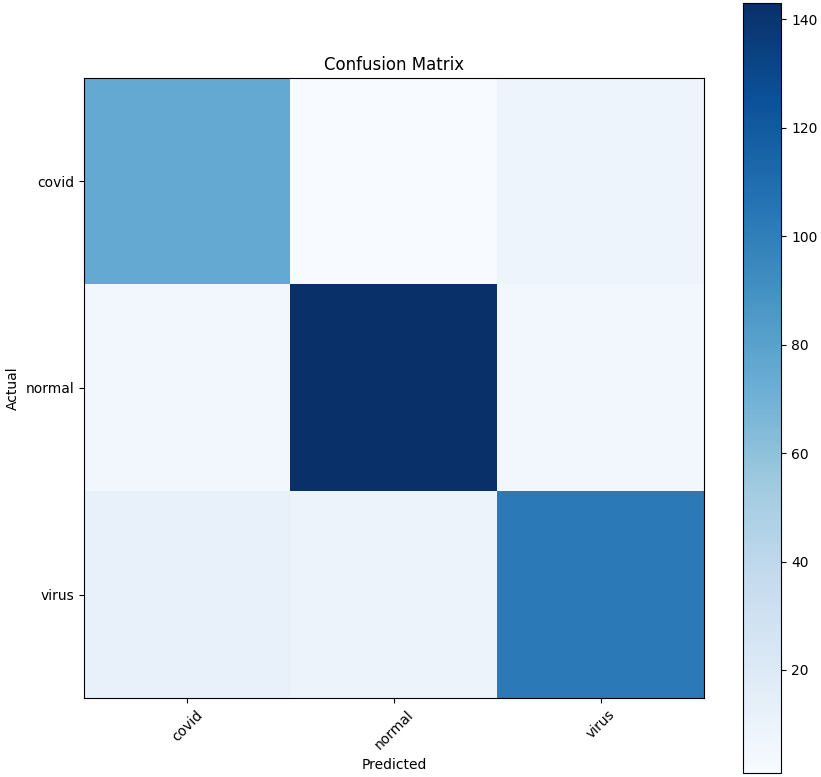 Confusion Matrix
covid
normal
virus
Actual
covid
normal
virus
Predicted
140
120
100
80
60
40
20